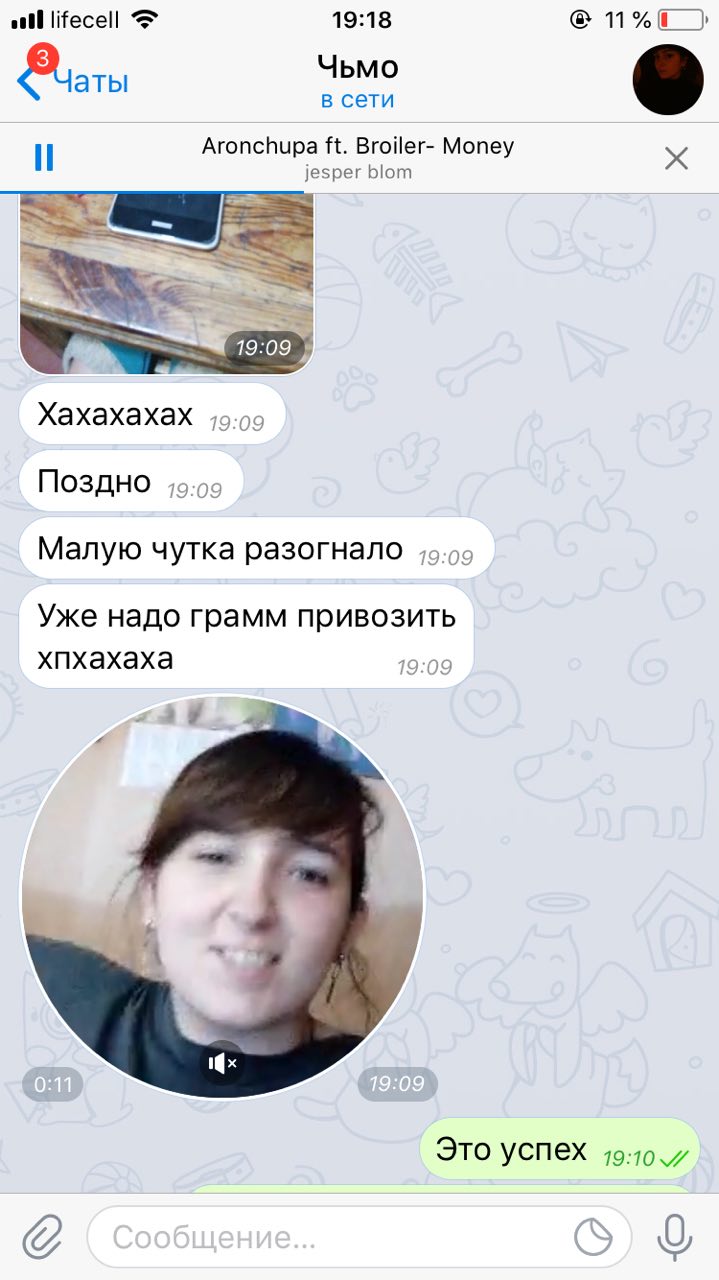 lifecell 19:18 11 %
3
Чаты
Чьмо
в сети
Aronchupa ft. Broiler- Money
jesper blom
19:09
Хахахахах 19:09
Поздно 19:09
Малую чутка разогнало 19:09
Уже надо грамм привозить
хпхахаха 19:09
0:11 19:09
Это успех 19:10
Сообщение...